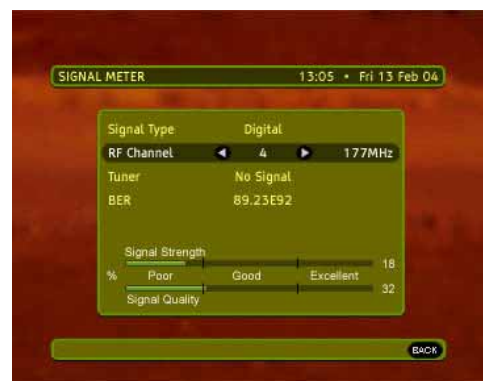 SIGNAL METER 13:05 • Fri 13 Feb 04
Signal Type Digital
RF Channel 4 177MHz
Tuner No Signal
BER 89.23E92
Signal Strength
18
% Poor Good Excellent
32
Signal Quality
BACK